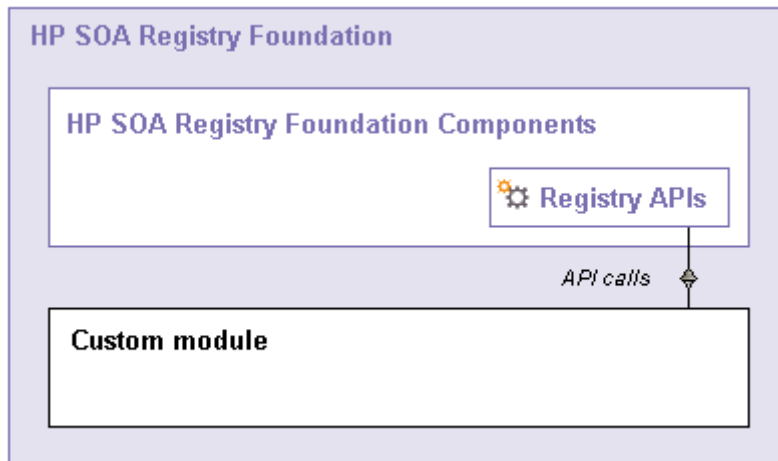 HP SOA Registry Foundation
HP SOA Registry Foundation Components
Registry APIs
API calls
Custom module